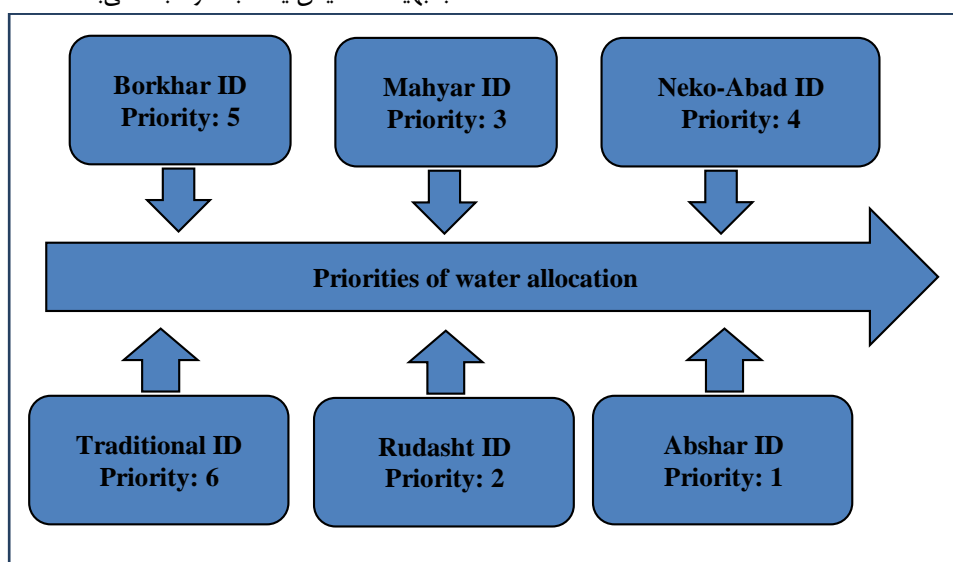 Borkhar ID
Priority: 5
Mahyar ID
Priority: 3
Neko-Abad ID
Priority: 4
Priorities of water allocation
Traditional ID
Priority: 6
Rudasht ID
Priority: 2
Abshar ID
Priority: 1